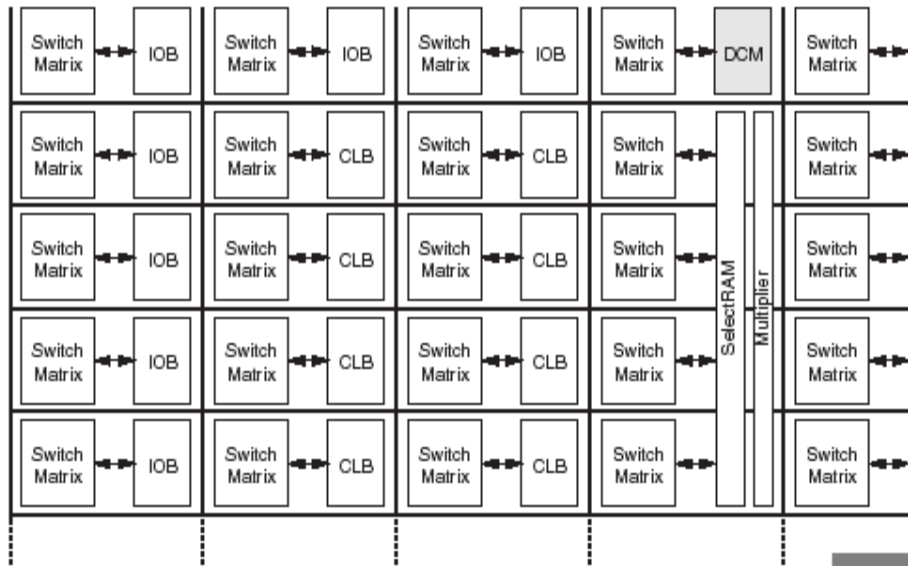 Switch Matrix IOB Switch Matrix IOB Switch Matrix IOB Switch Matrix DCM Switch Matrix
Switch Matrix IOB Switch Matrix CLB Switch Matrix CLB Switch Matrix Switch Matrix
Switch Matrix IOB Switch Matrix CLB Switch Matrix CLB Switch Matrix SelectRAM Multiplier Switch Matrix
Switch Matrix IOB Switch Matrix CLB Switch Matrix CLB Switch Matrix Switch Matrix
Switch Matrix IOB Switch Matrix CLB Switch Matrix CLB Switch Matrix Switch Matrix